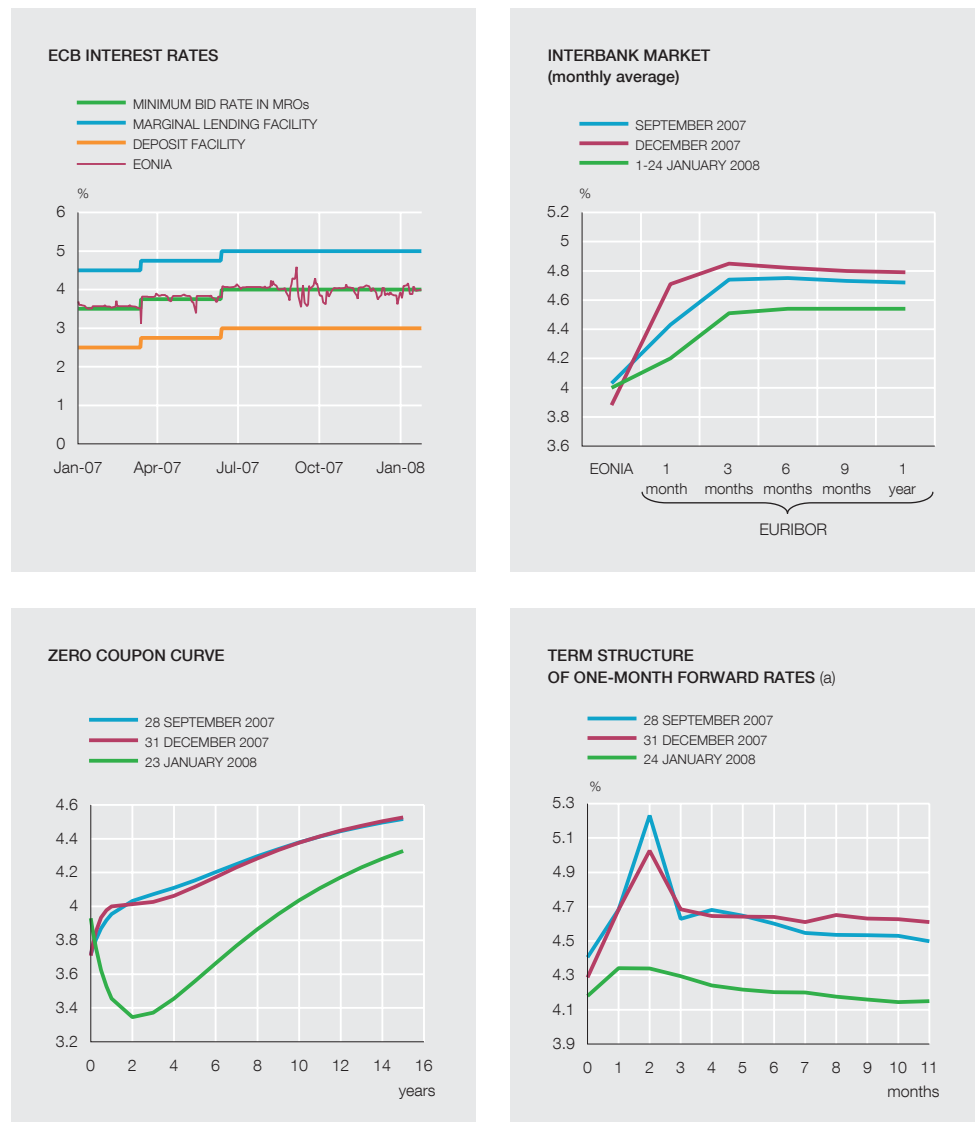 ECB INTEREST RATES
MINIMUM BID RATE IN MROs
MARGINAL LENDING FACILITY
DEPOSIT FACILITY
EONIA
%
6
5
4
3
2
1
0
Jan-07 Apr-07 Jul-07 Oct-07 Jan-08
INTERBANK MARKET
(monthly average)
SEPTEMBER 2007
DECEMBER 2007
1-24 JANUARY 2008
%
5.2
5
4.8
4.6
4.4
4.2
4
3.8
3.6
EONIA 1 3 6 9 1
month months months months year
EURIBOR
ZERO COUPON CURVE
28 SEPTEMBER 2007
31 DECEMBER 2007
23 JANUARY 2008
4.6
4.4
4.2
4
3.8
3.6
3.4
3.2
0 2 4 6 8 10 12 14 16
years
TERM STRUCTURE
OF ONE-MONTH FORWARD RATES (a)
28 SEPTEMBER 2007
31 DECEMBER 2007
24 JANUARY 2008
%
5.3
5.1
4.9
4.7
4.5
4.3
4.1
3.9
0 1 2 3 4 5 6 7 8 9 10 11
months